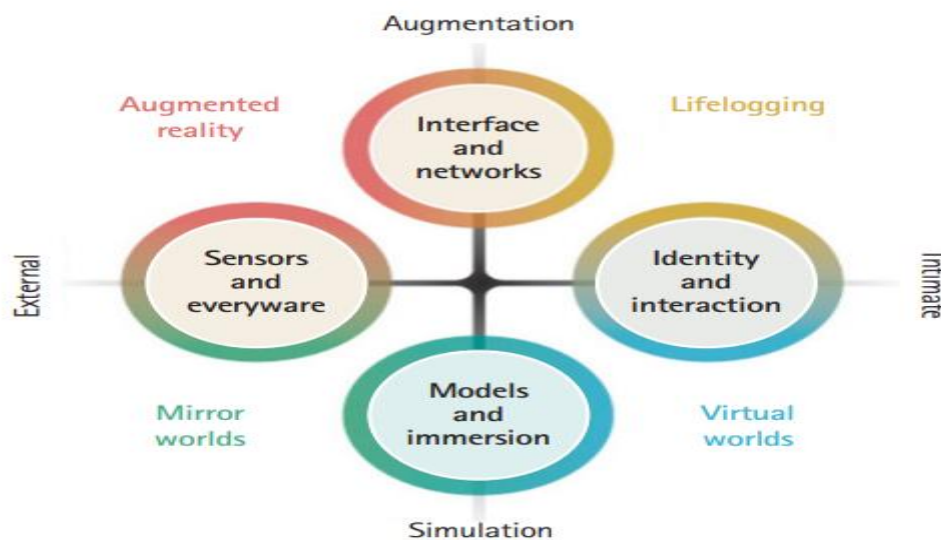 Augmentation
Augmented
reality
Interface
and
networks
Lifelogging
External
Sensors
and
everyware
Identity
and
interaction
Intimate
Mirror
worlds
Models
and
immersion
Virtual
worlds
Simulation